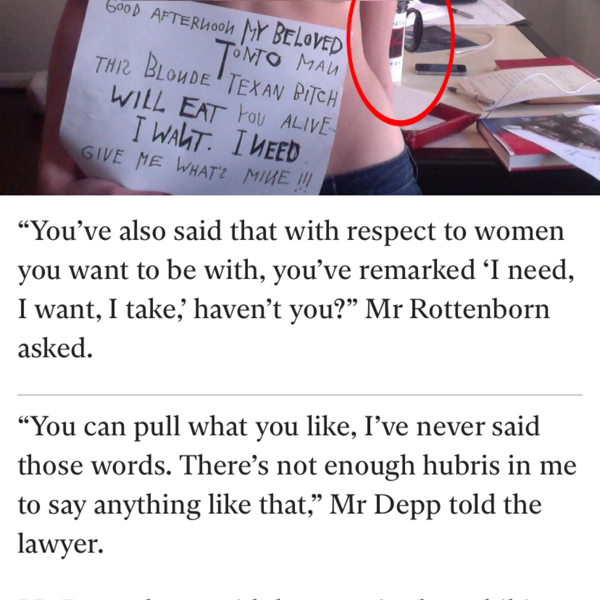 GOOD AFTERNOON MY BELOVED
TONTO MAN
THIS BLONDE TEXAN BITCH
WILL EAT YOU ALIVE-
I WANT. I NEED
GIVE ME WHAT'S MINE !!!
“You’ve also said that with respect to women
you want to be with, you’ve remarked ‘I need,
I want, I take,’ haven’t you?” Mr Rottenborn
asked.
“You can pull what you like, I’ve never said
those words. There’s not enough hubris in me
to say anything like that,” Mr Depp told the
lawyer.